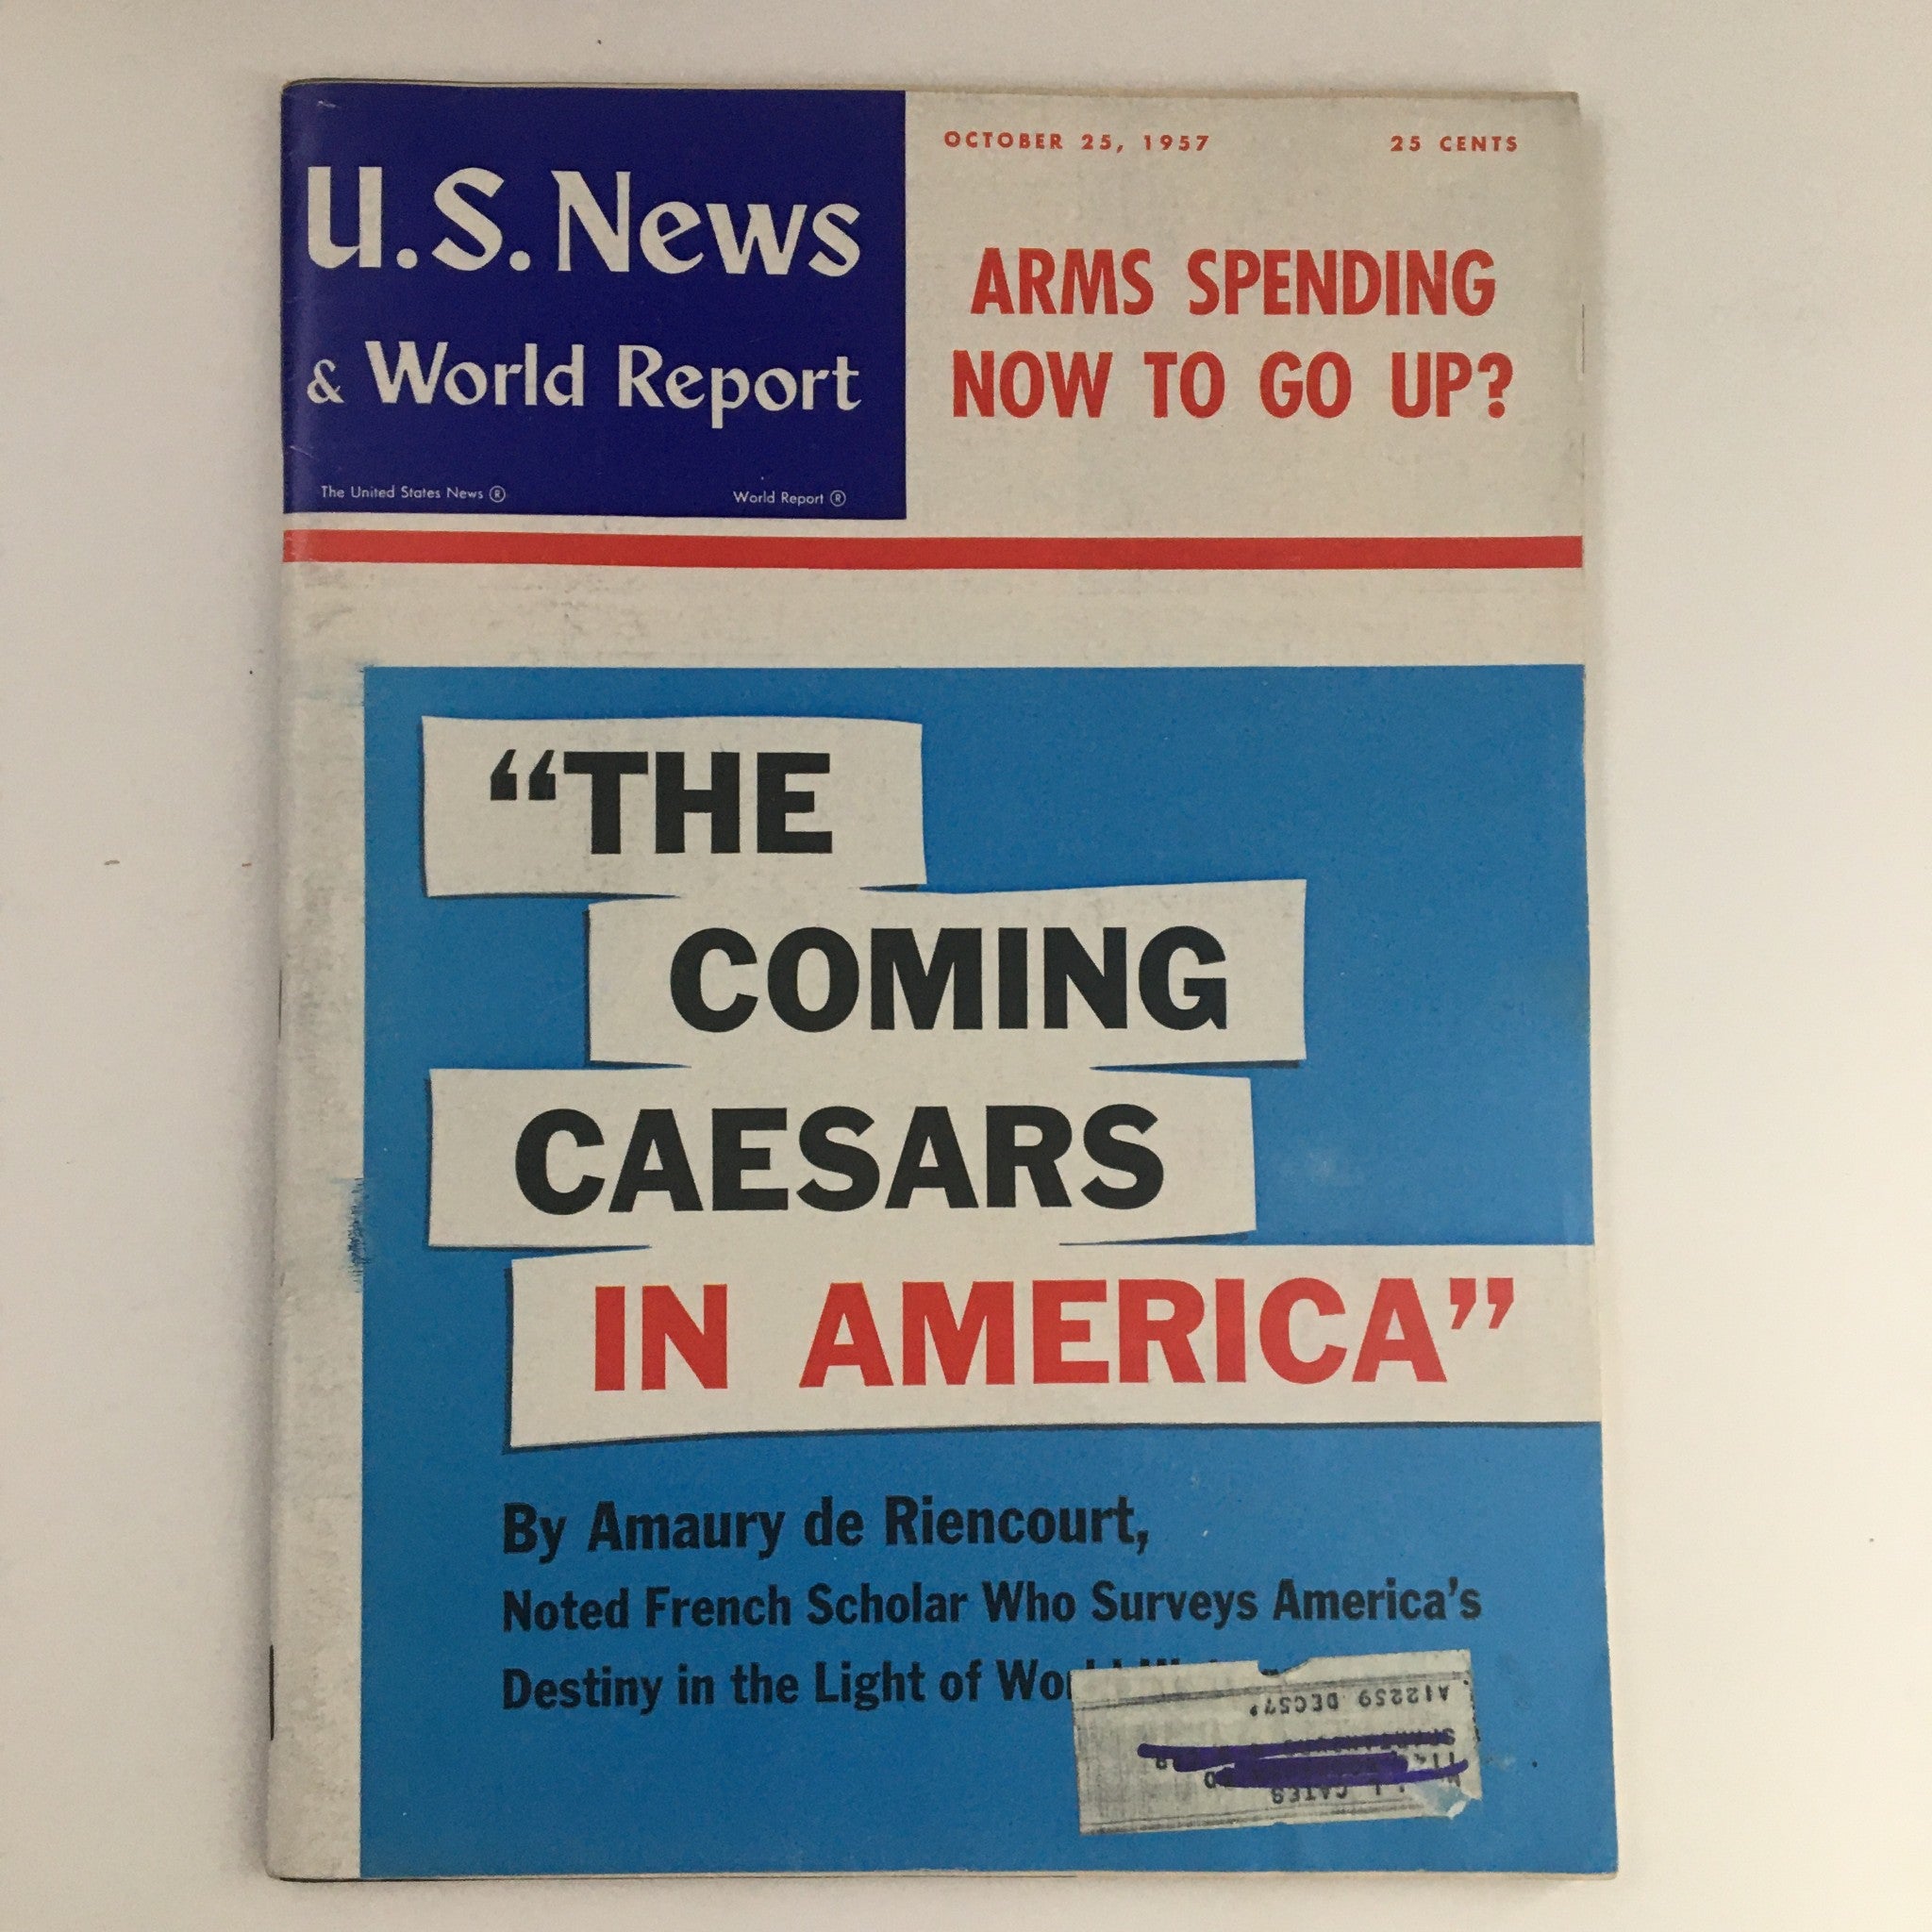 U.S. News
& World Report
The United States News ® World Report ®
OCTOBER 25, 1957 25 CENTS
ARMS SPENDING
NOW TO GO UP?
“THE
COMING
CAESARS
IN AMERICA”
By Amaury de Riencourt,
Noted French Scholar Who Surveys America’s
Destiny in the Light of
A12259 DEC57